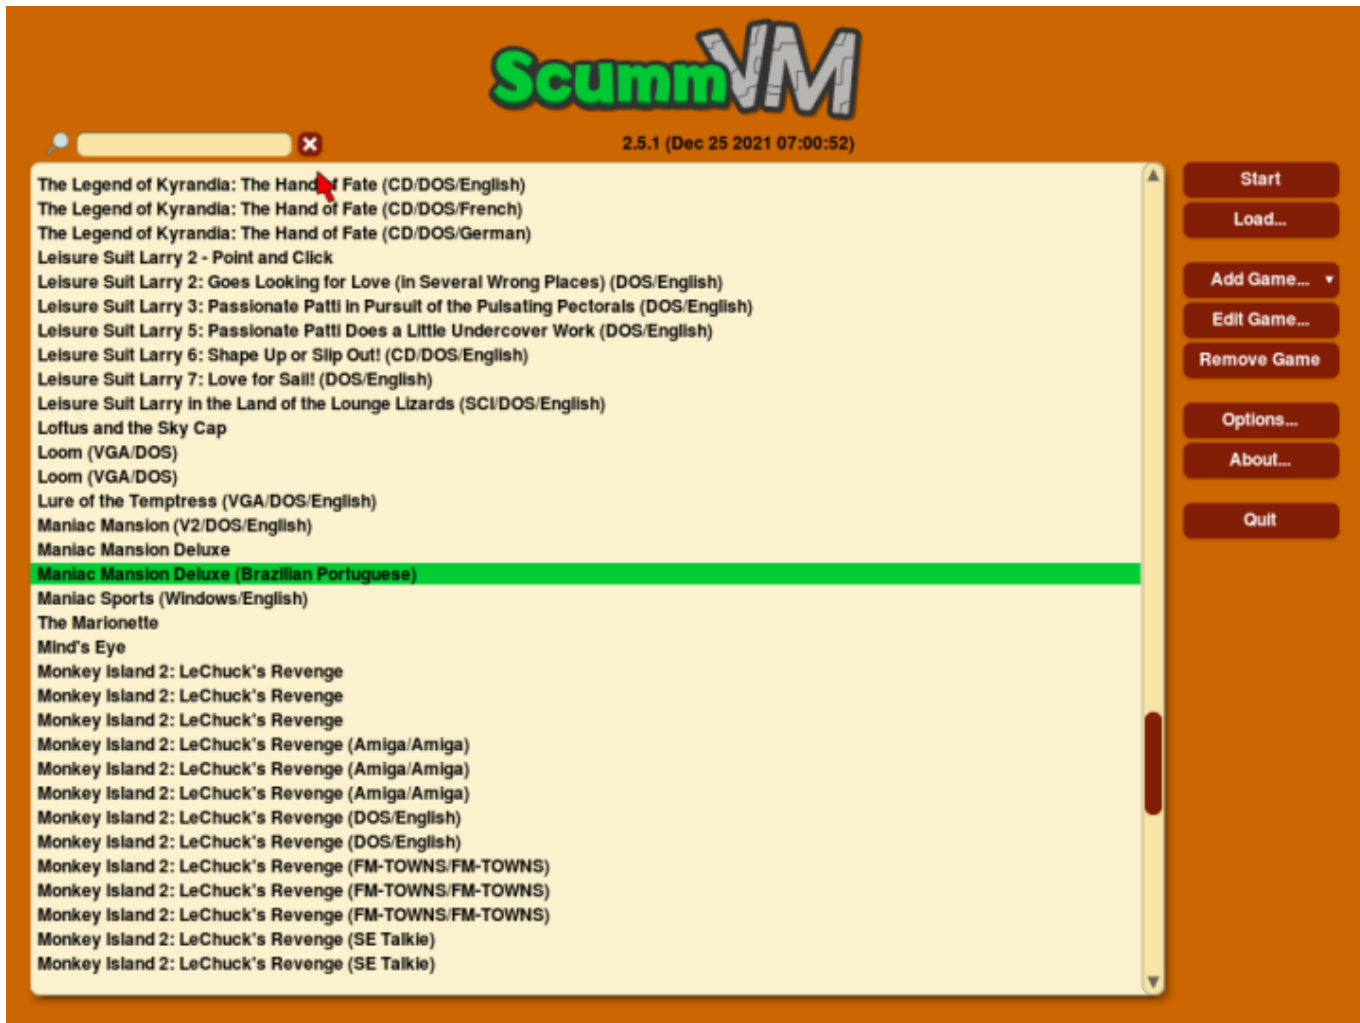 ScummVM
2.5.1 (Dec 25 2021 07:00:52)
The Legend of Kyrandia: The Hand of Fate (CD/DOS/English)
The Legend of Kyrandia: The Hand of Fate (CD/DOS/French)
The Legend of Kyrandia: The Hand of Fate (CD/DOS/German)
Leisure Suit Larry 2 - Point and Click
Leisure Suit Larry 2: Goes Looking for Love (in Several Wrong Places) (DOS/English)
Leisure Suit Larry 3: Passionate Patti in Pursuit of the Pulsating Pectorals (DOS/English)
Leisure Suit Larry 5: Passionate Patti Does a Little Undercover Work (DOS/English)
Leisure Suit Larry 6: Shape Up or Slip Out! (CD/DOS/English)
Leisure Suit Larry 7: Love for Sail! (DOS/English)
Leisure Suit Larry in the Land of the Lounge Lizards (SCI/DOS/English)
Loftus and the Sky Cap
Loom (VGA/DOS)
Loom (VGA/DOS)
Lure of the Temptress (VGA/DOS/English)
Maniac Mansion (V2/DOS/English)
Maniac Mansion Deluxe
Maniac Mansion Deluxe (Brazilian Portuguese)
Maniac Sports (Windows/English)
The Marionette
Mind's Eye
Monkey Island 2: LeChuck's Revenge
Monkey Island 2: LeChuck's Revenge
Monkey Island 2: LeChuck's Revenge
Monkey Island 2: LeChuck's Revenge (Amiga/Amiga)
Monkey Island 2: LeChuck's Revenge (Amiga/Amiga)
Monkey Island 2: LeChuck's Revenge (Amiga/Amiga)
Monkey Island 2: LeChuck's Revenge (DOS/English)
Monkey Island 2: LeChuck's Revenge (DOS/English)
Monkey Island 2: LeChuck's Revenge (FM-TOWNS/FM-TOWNS)
Monkey Island 2: LeChuck's Revenge (FM-TOWNS/FM-TOWNS)
Monkey Island 2: LeChuck's Revenge (FM-TOWNS/FM-TOWNS)
Monkey Island 2: LeChuck's Revenge (SE Talkie)
Monkey Island 2: LeChuck's Revenge (SE Talkie)
Start
Load...
Add Game...
Edit Game...
Remove Game
Options...
About...
Quit